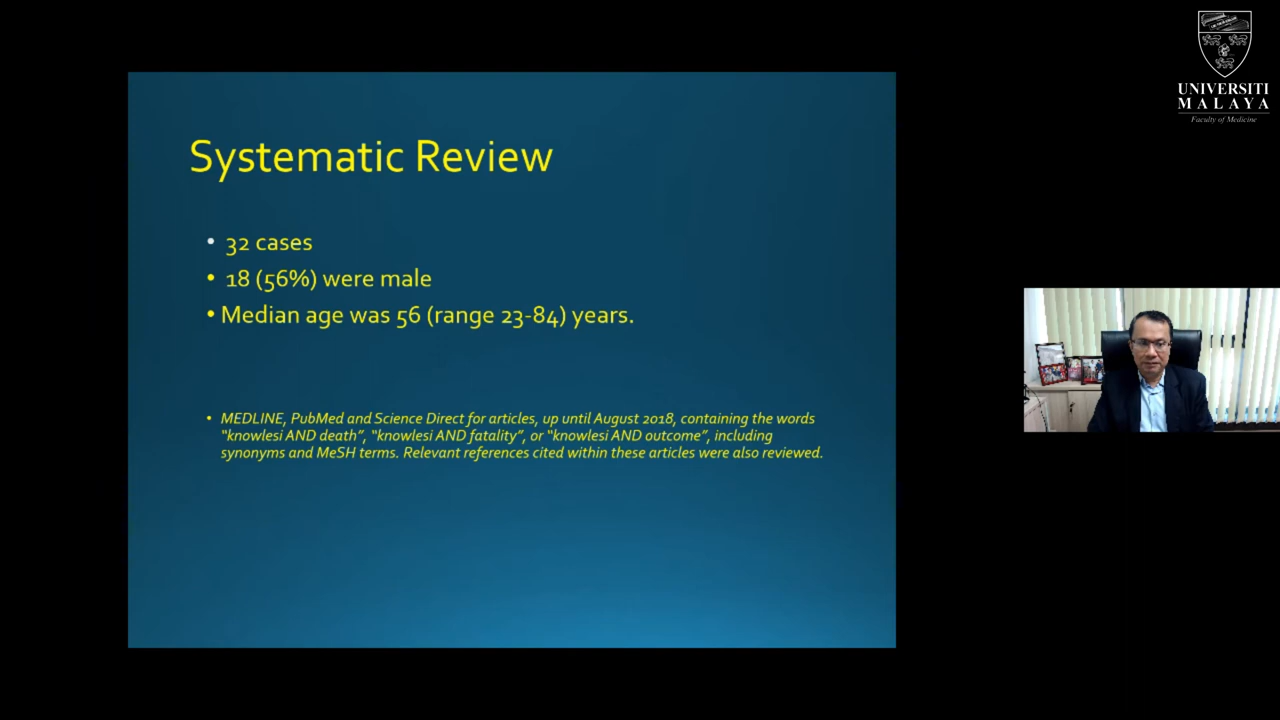 UNIVERSITI
MALAYA
Faculty of Medicine
Systematic Review
• 32 cases
• 18 (56%) were male
• Median age was 56 (range 23-84) years.
• MEDLINE, PubMed and Science Direct for articles, up until August 2018, containing the words
“knowlesi AND death”, “knowlesi AND fatality”, or “knowlesi AND outcome”, including
synonyms and MeSH terms. Relevant references cited within these articles were also reviewed.